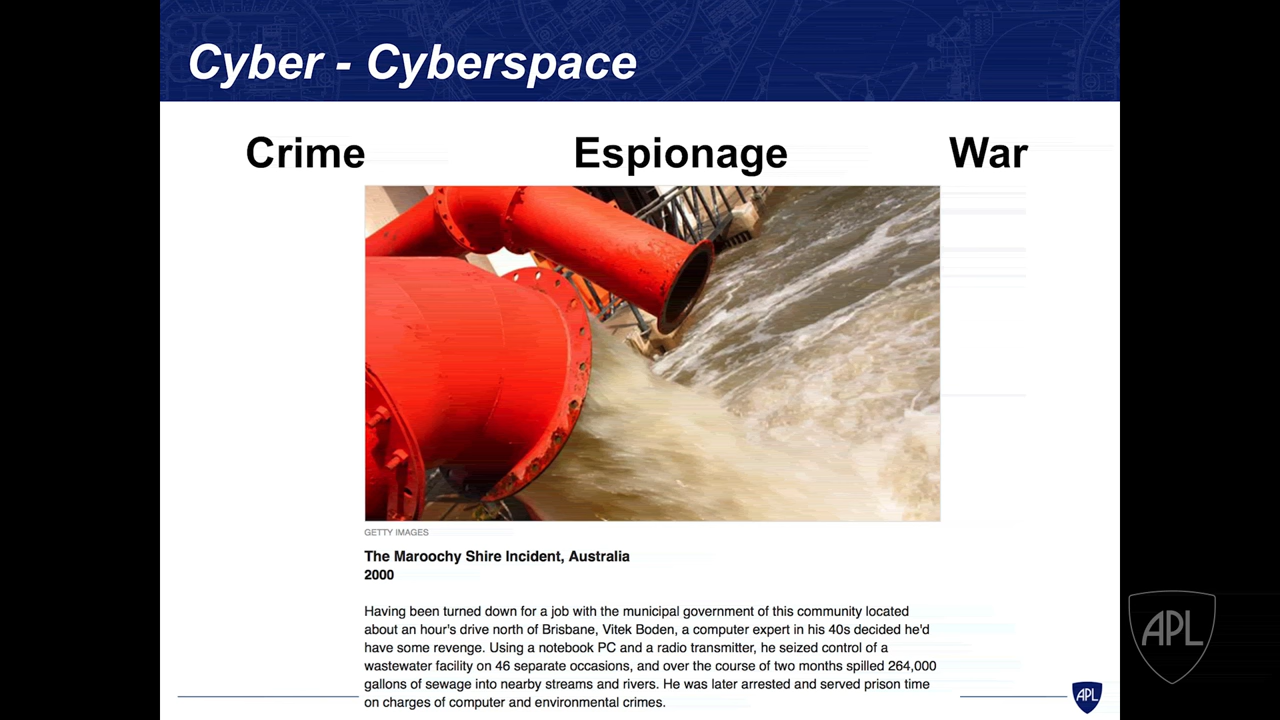 Cyber - Cyberspace
Crime Espionage War
GETTY IMAGES
The Maroochy Shire Incident, Australia
2000
Having been turned down for a job with the municipal government of this community located
about an hour's drive north of Brisbane, Vitek Boden, a computer expert in his 40s decided he'd
have some revenge. Using a notebook PC and a radio transmitter, he seized control of a
wastewater facility on 46 separate occasions, and over the course of two months spilled 264,000
gallons of sewage into nearby streams and rivers. He was later arrested and served prison time
on charges of computer and environmental crimes.
APL
APL